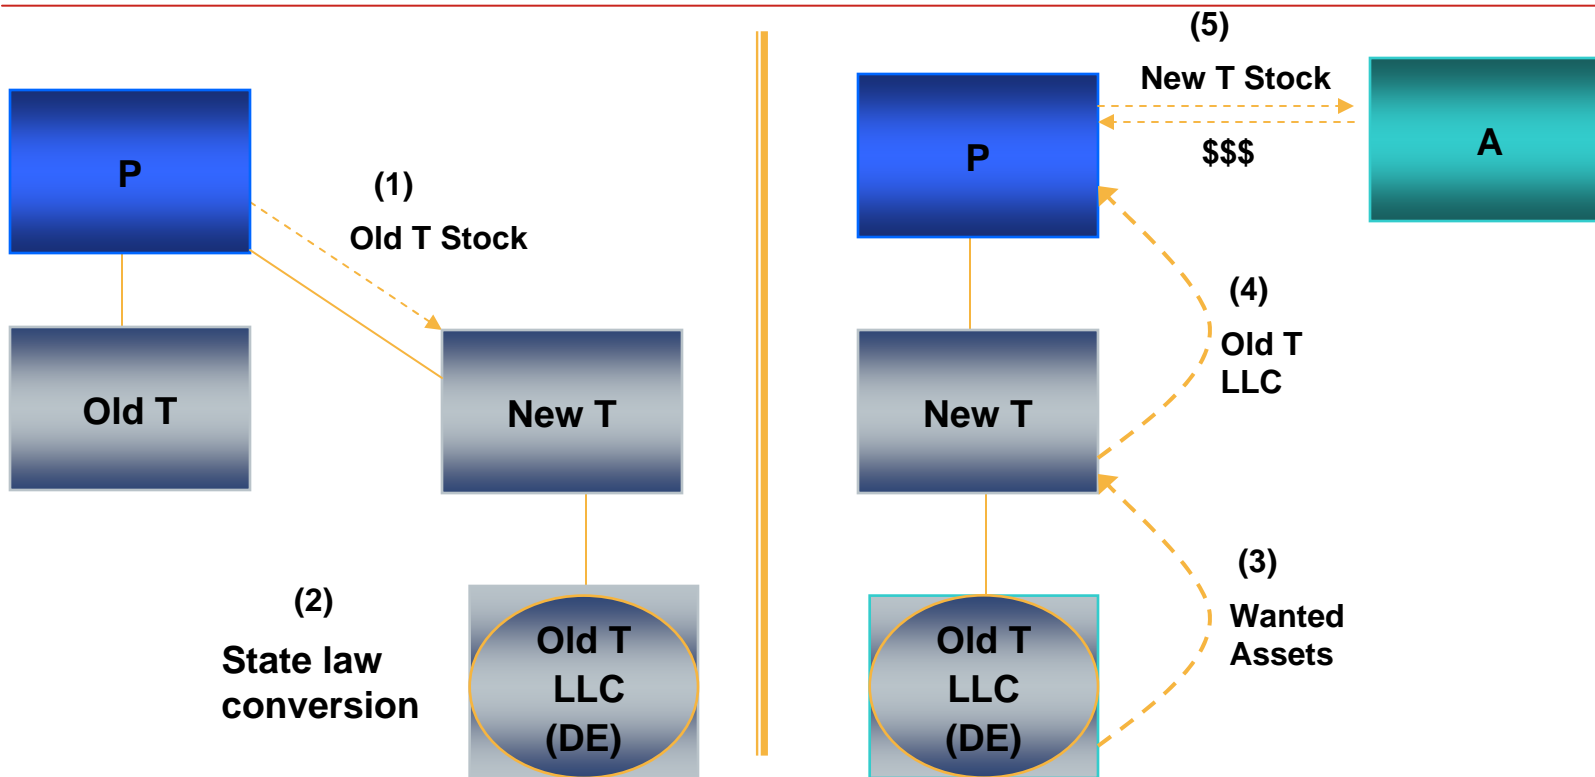 P
(1)
Old T Stock
Old T
New T
(2)
State law
conversion
Old T
LLC
(DE)
(5)
New T Stock
$$$
P
A
(4)
Old T
LLC
New T
(3)
Wanted
Assets
Old T
LLC
(DE)